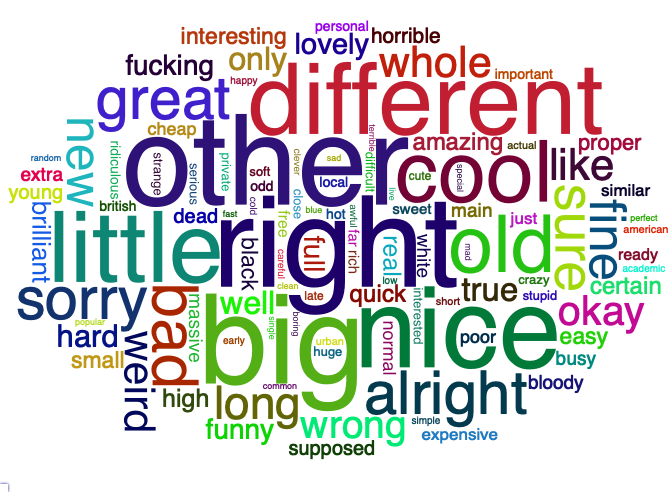 personal
interesting
lovely
horrible
only
fucking
whole
important
happy
great
different
cheap
new
other
terrible
amazing
actual
proper
ridiculous
strange
serious
private
soft
odd
clever
sad
difficult
cool
like
random
extra
young
cute
special
local
live
similar
british
brilliant
dead
fast
cold
close
blue
hot
awful
sweet
main
just
sure
fine
perfect
american
little
right
black
free
careful
full
far
rich
real
white
old
mad
ready
academic
certain
sorry
bad
massive
well
clean
late
low
quick
short
true
crazy
stupid
okay
popular
hard
weird
small
big
early
single
boring
urban
huge
normal
interested
nice
poor
easy
busy
bloody
common
high
long
alright
funny
wrong
simple
expensive
supposed